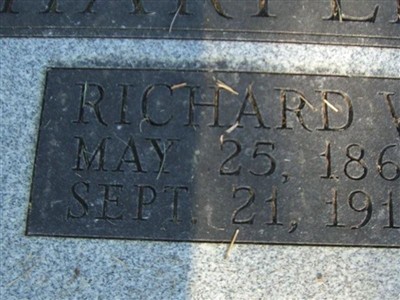 RICHARD
MAY 25, 186
SEPT. 21, 191